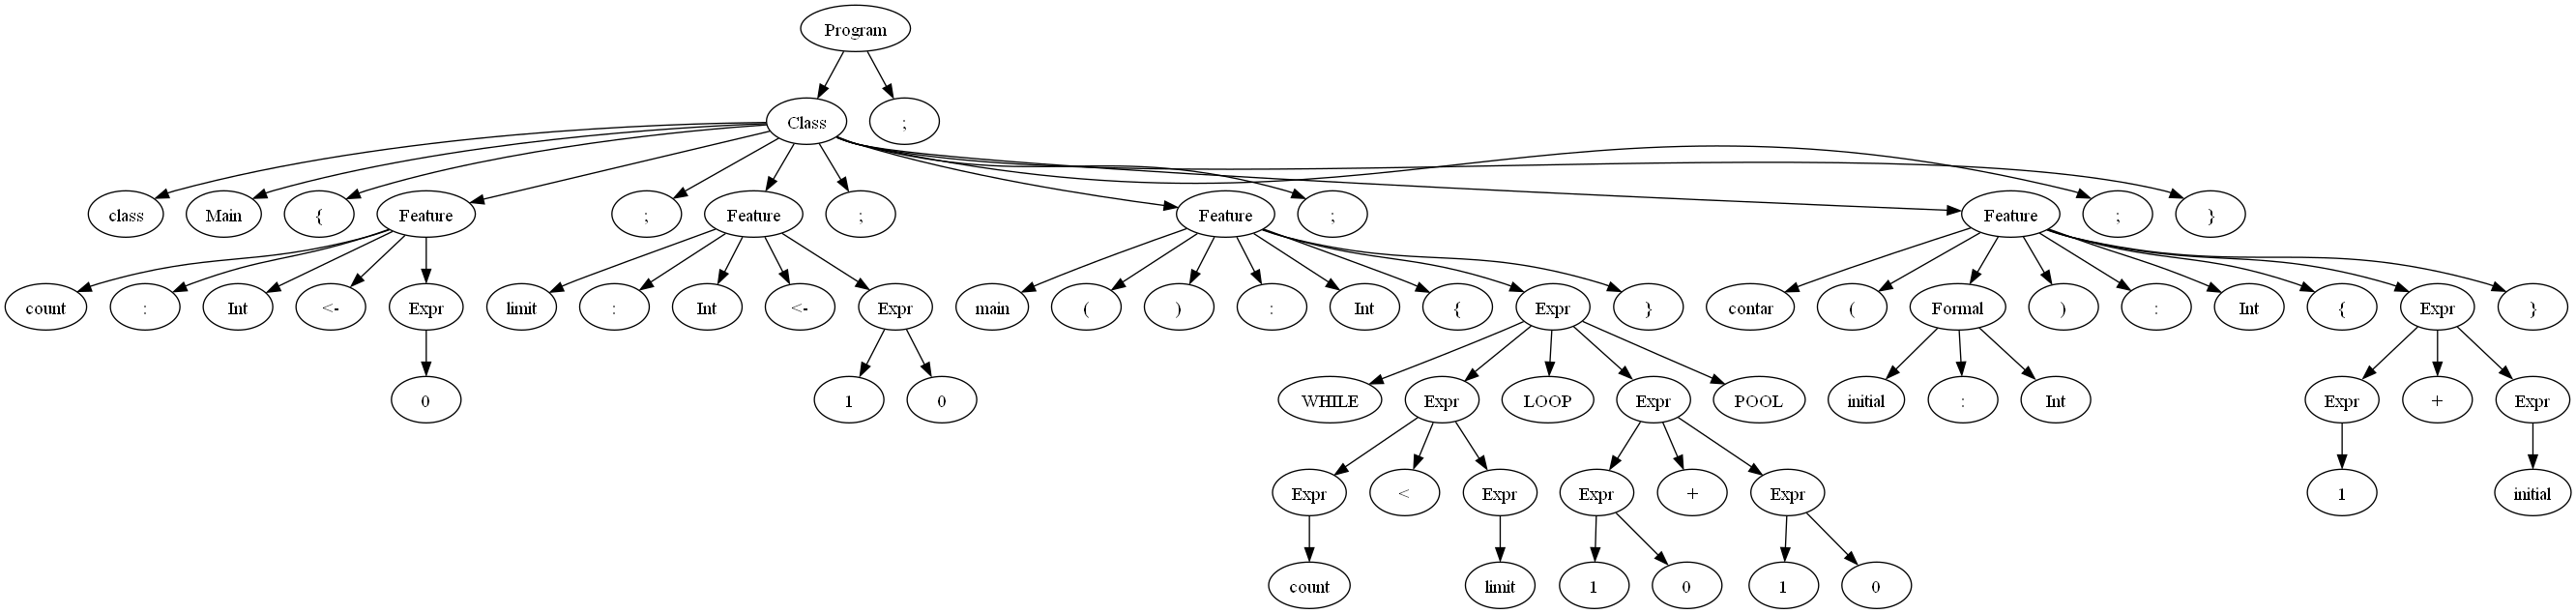 Program
Class ;
class Main { Feature ; Feature ; Feature ; Feature ; }
count : Int <- Expr limit : Int <- Expr main ( ) : Int { Expr } contar ( Formal ) : Int { Expr }
0 1 0 WHILE Expr LOOP Expr POOL initial : Int Expr + Expr
Expr < Expr Expr + Expr 1 initial
count limit 1 0 1 0